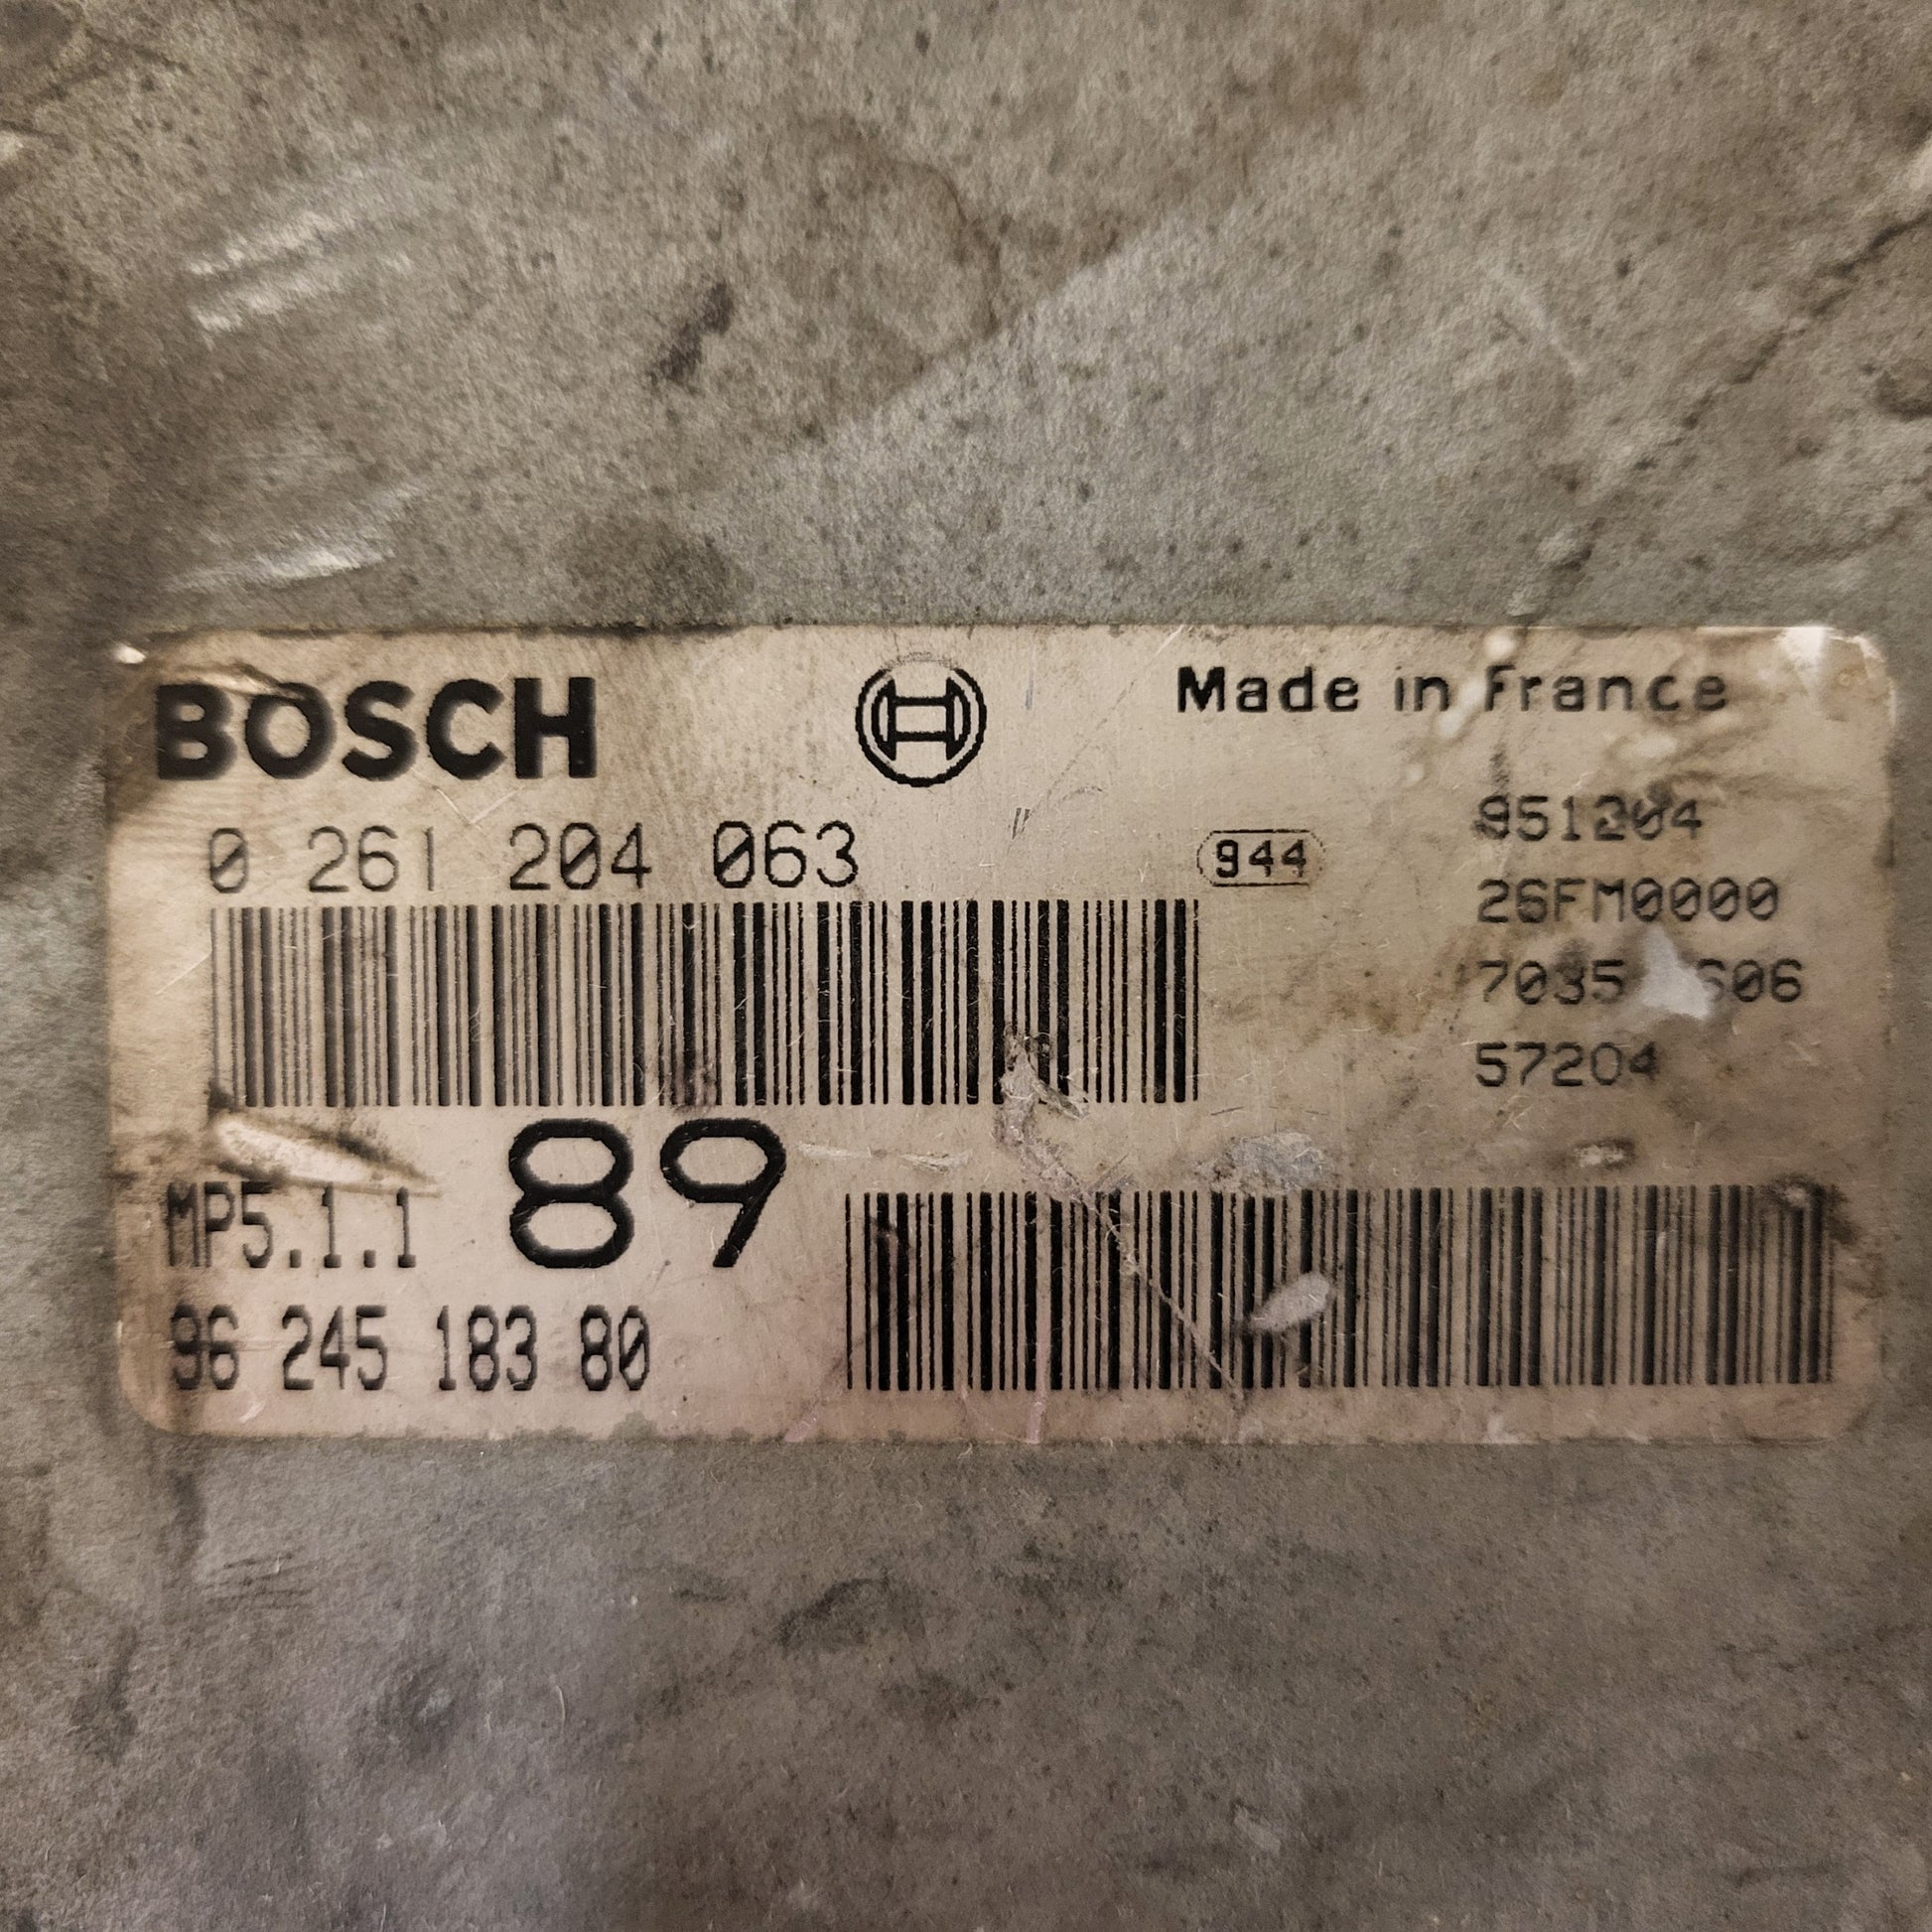 BOSCH
Made in France
0 261 204 063
944
951204
26FM0000
57204
89
MP5.1.1
96 245 183 80